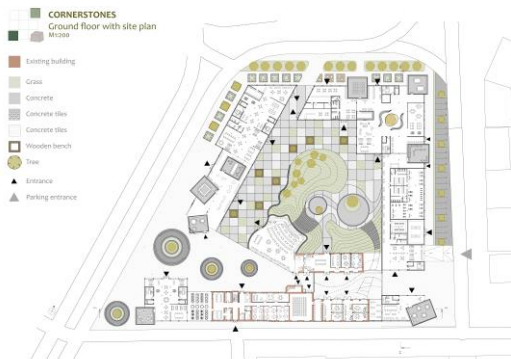 CORNERSTONES
Ground floor with site plan
M1:200
Existing building
Grass
Concrete
Concrete tiles
Concrete tiles
Wooden bench
Tree
Entrance
Parking entrance